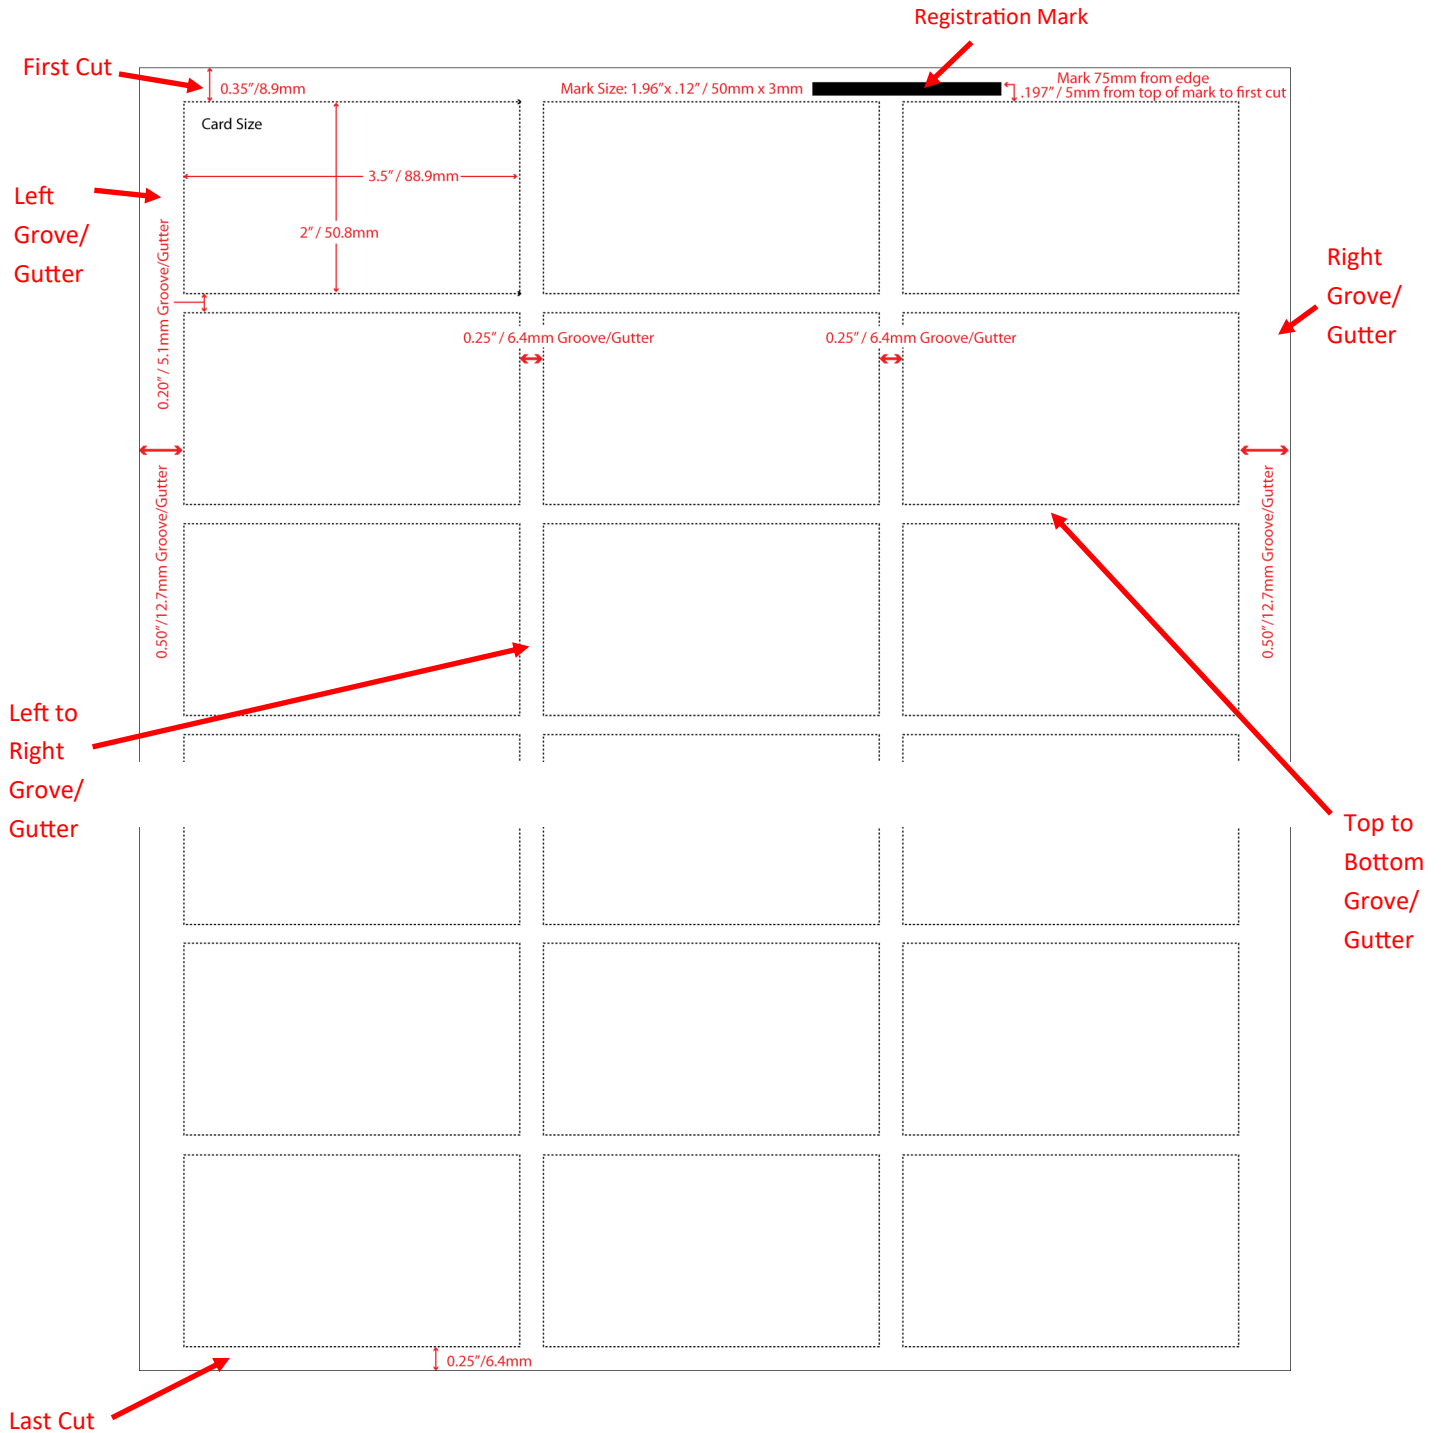 Registration Mark
First Cut
0.35"/8.9mm
Mark Size: 1.96"x .12" / 50mm x 3mm
Mark 75mm from edge
.197" / 5mm from top of mark to first cut
Card Size
3.5" / 88.9mm
2" / 50.8mm
Left
Grove/
Gutter
0.20" / 5.1mm Groove/Gutter
Right
Grove/
Gutter
0.25" / 6.4mm Groove/Gutter
0.25" / 6.4mm Groove/Gutter
0.50"/12.7mm Groove/Gutter
0.50"/12.7mm Groove/Gutter
Left to
Right
Grove/
Gutter
Top to
Bottom
Grove/
Gutter
0.25"/6.4mm
Last Cut